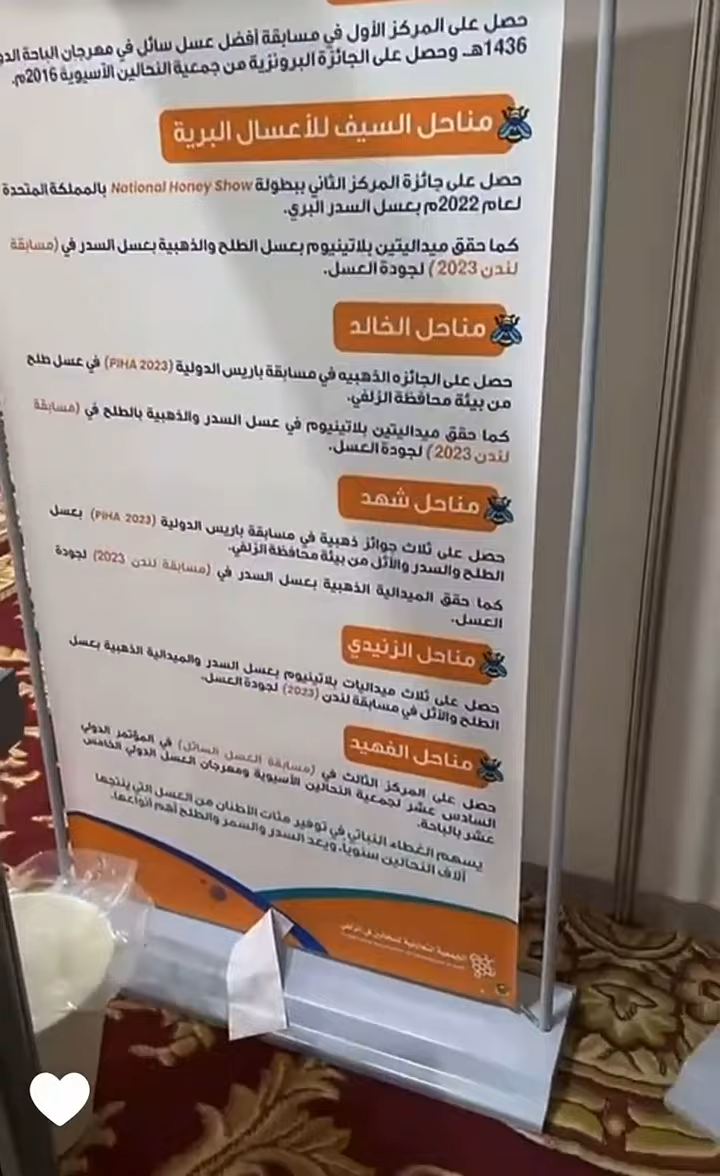 حصل على المركز الأول في مسابقة أفضل عسل سائل في مهرجان الباحة
1436هـ وحصل على الجائزة البرونزية من جمعية النحالين الآسيوية 2016م.
مناحل السيف للأعسال البرية
حصل على جائزة المركز الثاني ببطولة National Honey Show بالمملكة المتحدة
لعام 2022م بعسل السدر البري.
كما حقق ميداليتين بلاتينيوم بعسل الطلح والذهبية بعسل السدر في (مسابقة
لندن 2023) لجودة العسل.
مناحل الخالد
حصل على الجائزه الذهبيه في مسابقة باريس الدولية (PIHA 2023) في عسل طلح
من بيئة محافظة الزلفي.
كما حقق ميداليتين بلاتينيوم في عسل السدر والذهبية بالطلح في (مسابقة
لندن 2023) لجودة العسل.
مناحل شهد
حصل على ثلاث جوائز ذهبية في مسابقة باريس الدولية (PIHA 2023) بعسل
الطلح والسدر والأثل من بيئة محافظة الزلفي.
كما حقق الميدالية الذهبية بعسل السدر في (مسابقة لندن 2023) لجودة
العسل.
مناحل الزنيدي
حصل على ثلاث ميداليات بلاتينيوم بعسل السدر والميدالية الذهبية بعسل
الطلح والأثل في مسابقة لندن (2023) لجودة العسل.
مناحل الفهيد
حصل على المركز الثالث في (مسابقة العسل السائل) في المؤتمر الدولي
السادس عشر لجمعية النحالين الآسيوية ومهرجان العسل الدولي الخامس
عشر بالباحة.
يسهم الغطاء النباتي في توفير مئات الأطنان من العسل التي ينتجها
آلاف النحالين سنوياً، ويعد السدر والسمر والطلح أهم أنواعها.
الجمعية التعاونية للنحالين في الزلفي